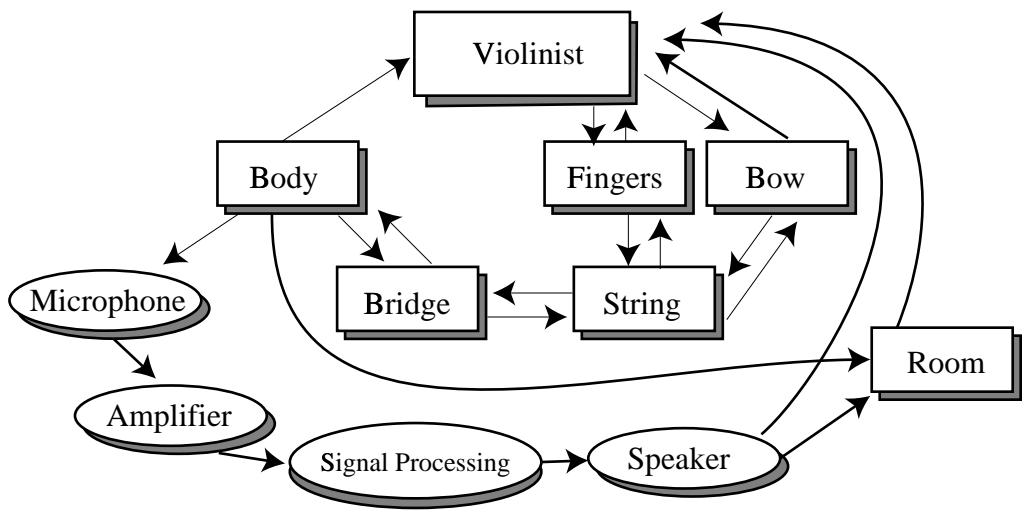 Violinist
Body
Fingers
Bow
Microphone
Bridge
String
Room
Amplifier
Signal Processing
Speaker